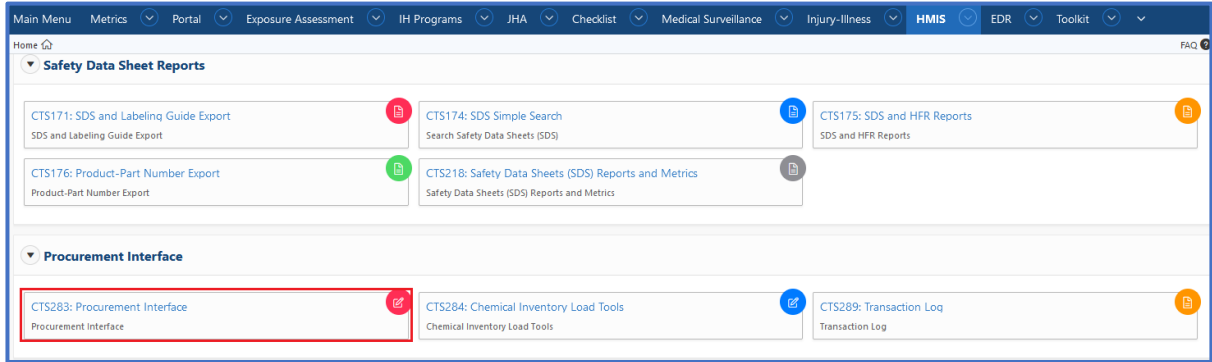 Main Menu Metrics Portal Exposure Assessment IH Programs JHA Checklist Medical Surveillance Injury-Illness HMIS EDR Toolkit
Home FAQ ?
Safety Data Sheet Reports
CTS171: SDS and Labeling Guide Export CTS174: SDS Simple Search CTS175: SDS and HFR Reports
SDS and Labeling Guide Export Search Safety Data Sheets (SDS) SDS and HFR Reports
CTS176: Product-Part Number Export CTS218: Safety Data Sheets (SDS) Reports and Metrics
Product-Part Number Export Safety Data Sheets (SDS) Reports and Metrics
Procurement Interface
CTS283: Procurement Interface CTS284: Chemical Inventory Load Tools CTS289: Transaction Log
Procurement Interface Chemical Inventory Load Tools Transaction Log